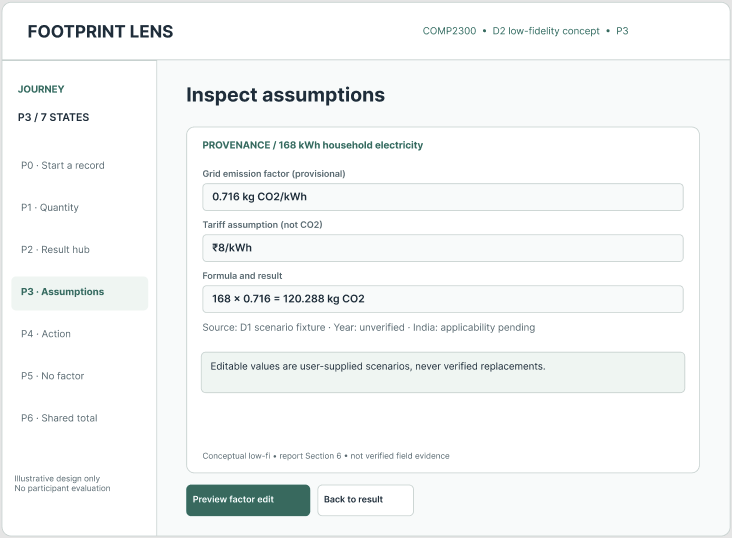 FOOTPRINT LENS
COMP2300 • D2 low-fidelity concept • P3
JOURNEY
P3 / 7 STATES
P0 · Start a record
P1 · Quantity
P2 · Result hub
P3 · Assumptions
P4 · Action
P5 · No factor
P6 · Shared total
Illustrative design only
No participant evaluation
Inspect assumptions
PROVENANCE / 168 kWh household electricity
Grid emission factor (provisional)
0.716 kg CO2/kWh
Tariff assumption (not CO2)
₹8/kWh
Formula and result
168 × 0.716 = 120.288 kg CO2
Source: D1 scenario fixture · Year: unverified · India: applicability pending
Editable values are user-supplied scenarios, never verified replacements.
Conceptual low-fi • report Section 6 • not verified field evidence
Preview factor edit
Back to result